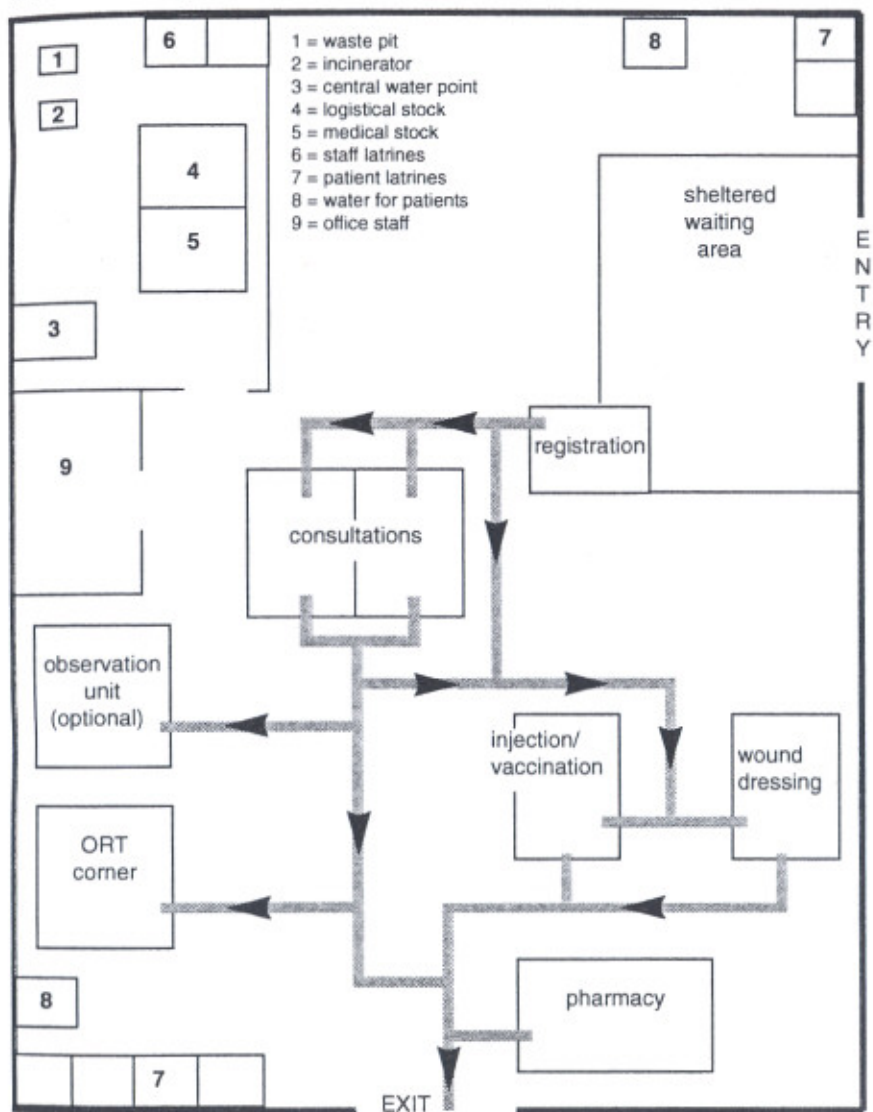 6
1
2
1 = waste pit
2 = incinerator
3 = central water point
4 = logistical stock
5 = medical stock
6 = staff latrines
7 = patient latrines
8 = water for patients
9 = office staff
8
7
4
5
3
9
sheltered
waiting
area
ENTRY
registration
consultations
observation
unit
(optional)
injection/
vaccination
wound
dressing
ORT
corner
8
7
pharmacy
EXIT